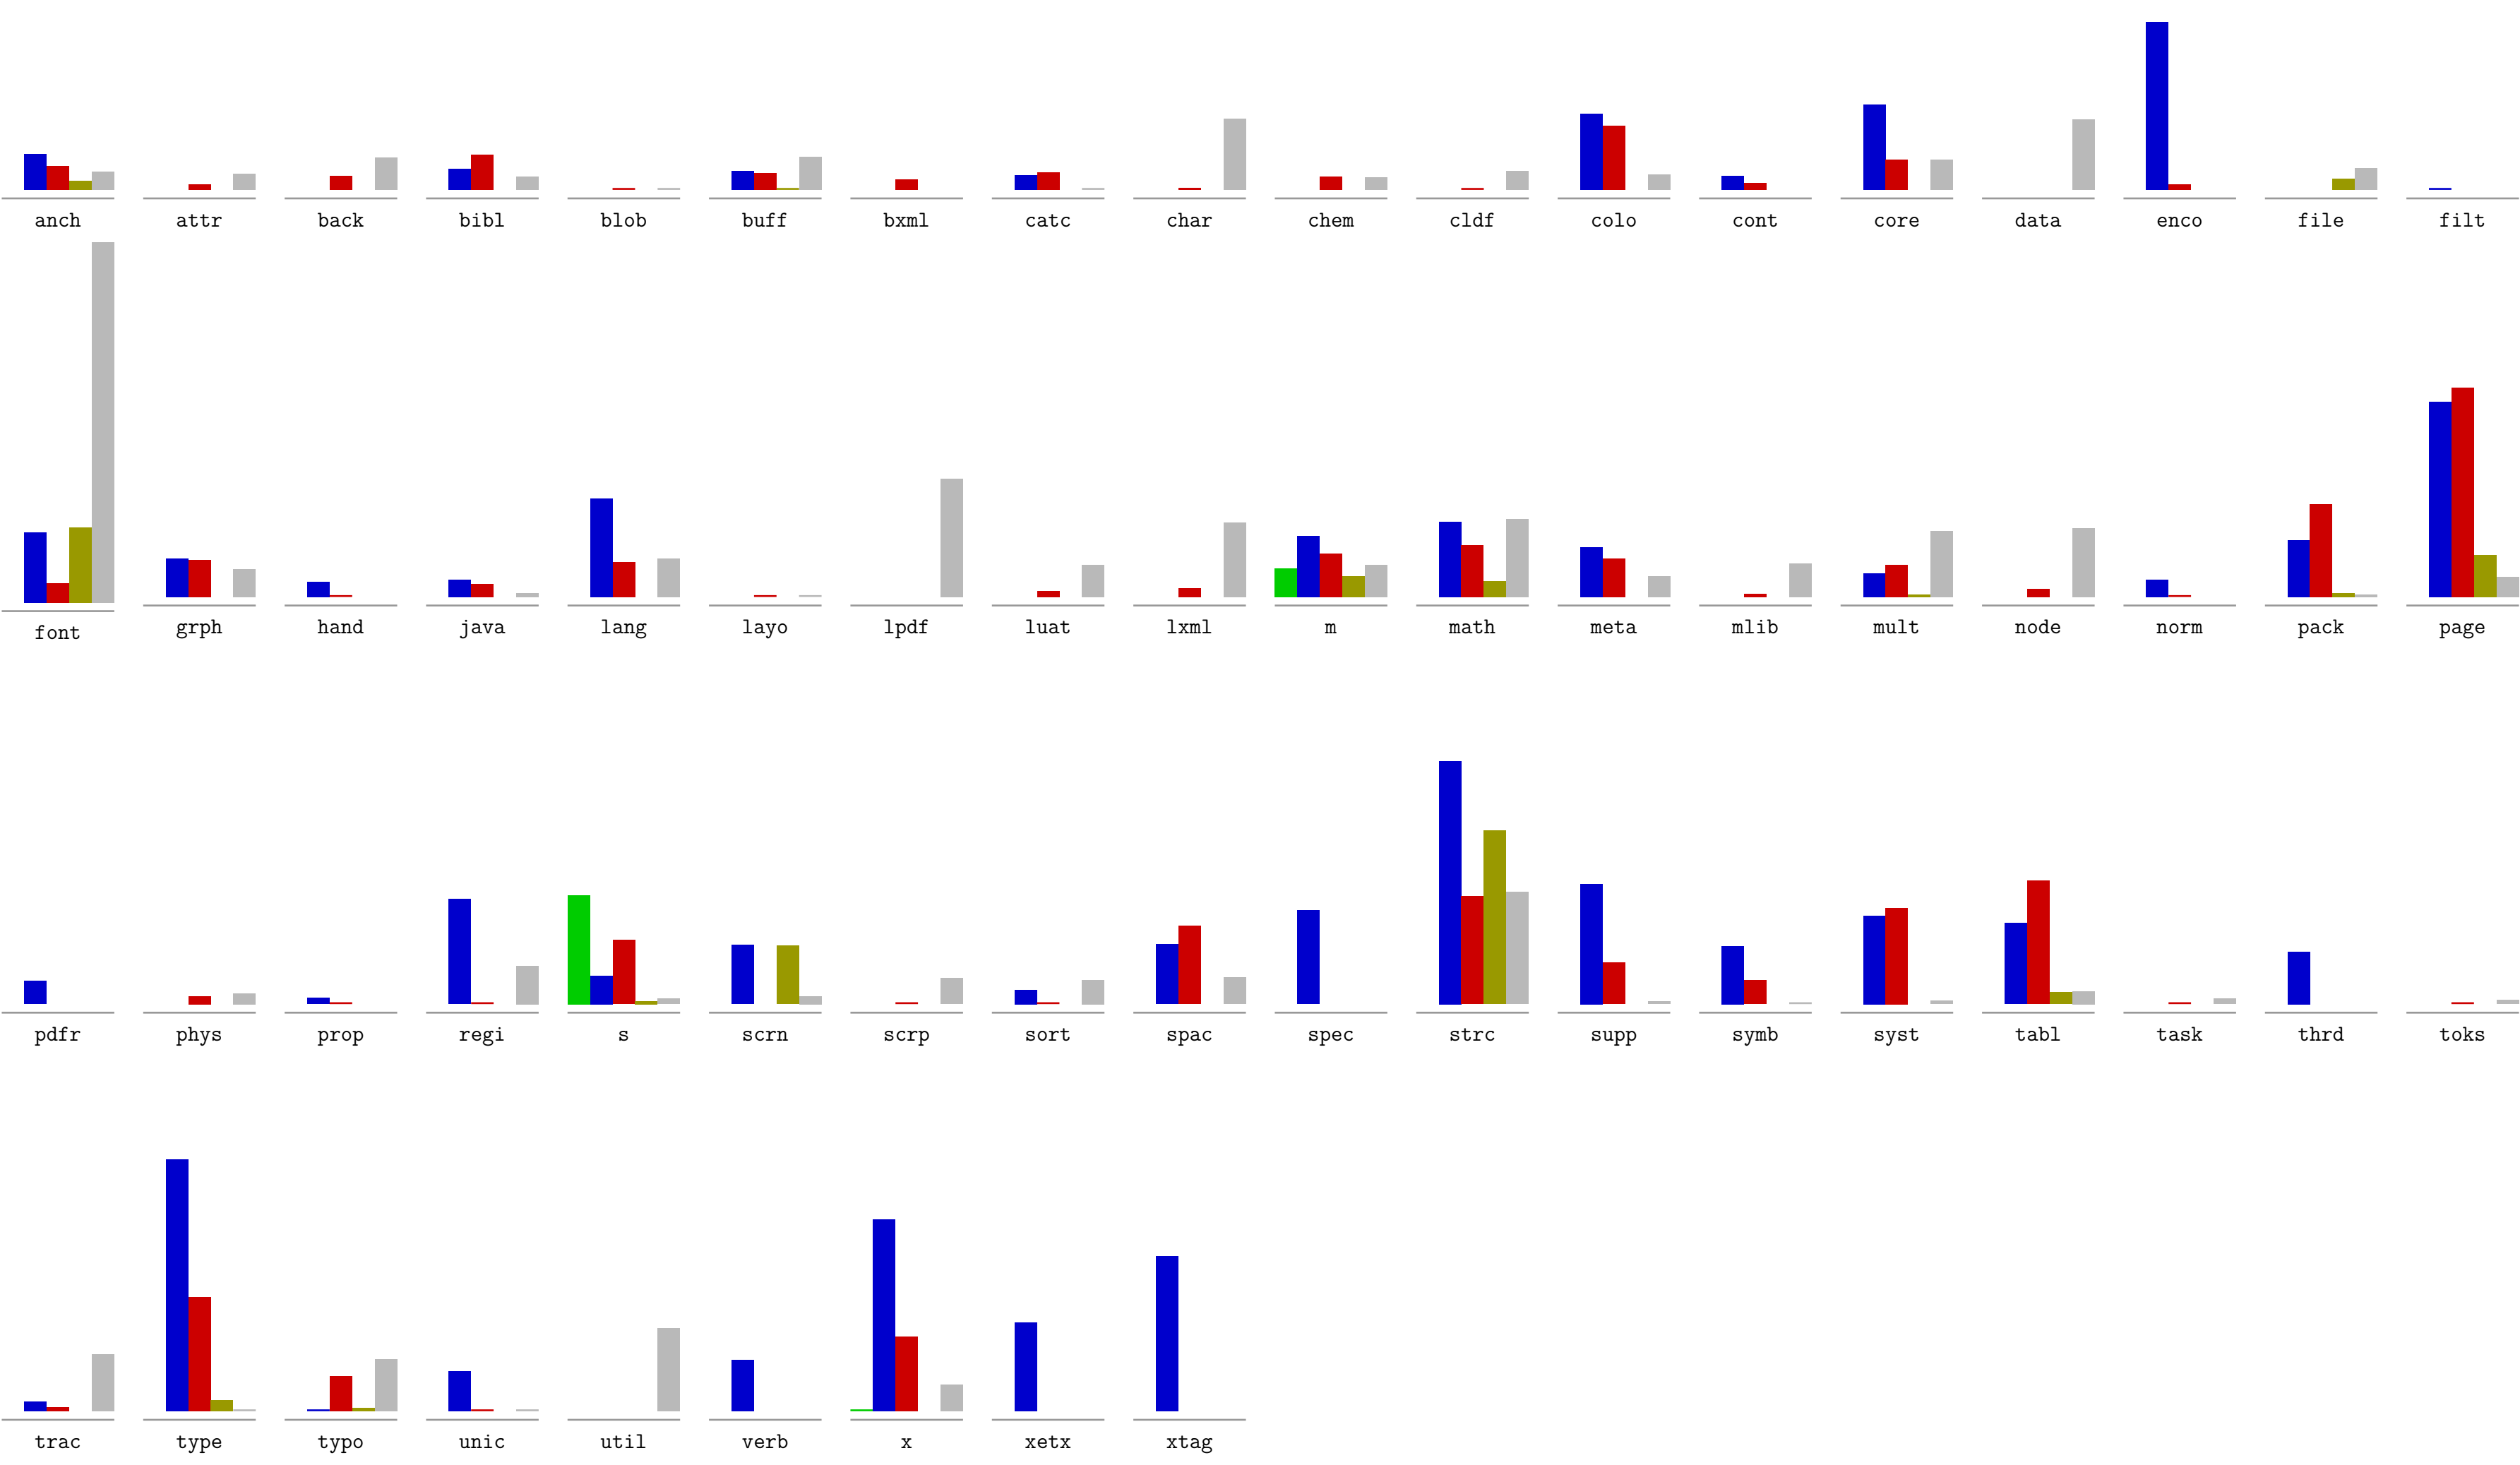 anch attr back bibl blob buff bxml catc char chem cldf colo cont core data enco file filt
font grph hand java lang layo lpdf luat lxml m math meta mlib mult node norm pack page
pdfr phys prop regi s scrn scrp sort spac spec strc supp symb syst tabl task thrd toks
trac type typo unic util verb x xetx xtag